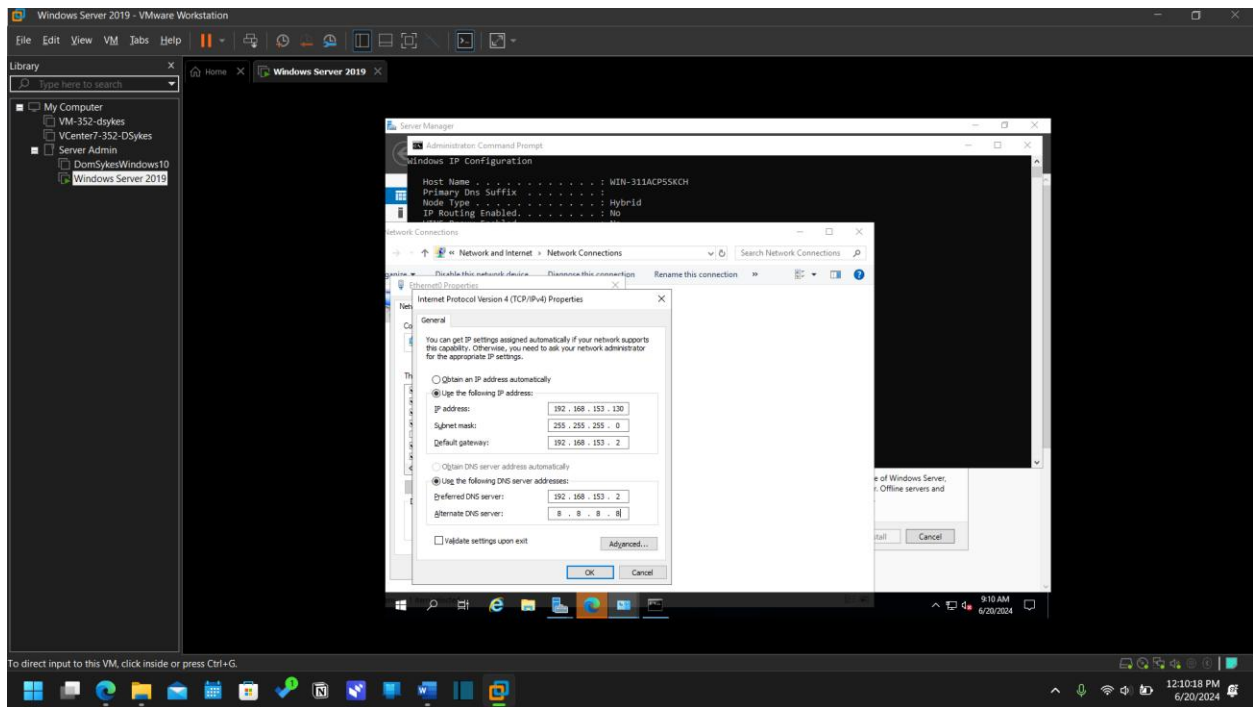 Windows Server 2019 - VMware Workstation
File Edit View VM Tabs Help
Library
Type here to search
My Computer
VM-352-dsykes
VCenter7-352-DSykes
Server Admin
DomSykesWindows10
Windows Server 2019
Home
Windows Server 2019
Server Manager
Administrator: Command Prompt
Windows IP Configuration
Host Name . . . . . . . . . . . . : WIN-311ACP5SKCH
Primary Dns Suffix . . . . . . . :
Node Type . . . . . . . . . . . . : Hybrid
IP Routing Enabled. . . . . . . . : No
Network Connections
« Network and Internet > Network Connections
Search Network Connections
Disable this network device Diagnose this connection Rename this connection »
Ethernet0 Properties
Internet Protocol Version 4 (TCP/IPv4) Properties
General
You can get IP settings assigned automatically if your network supports
this capability. Otherwise, you need to ask your network administrator
for the appropriate IP settings.
Obtain an IP address automatically
Use the following IP address:
IP address: 192 . 168 . 153 . 130
Subnet mask: 255 . 255 . 255 . 0
Default gateway: 192 . 168 . 153 . 2
Obtain DNS server address automatically
Use the following DNS server addresses:
Preferred DNS server: 192 . 168 . 153 . 2
Alternate DNS server: 8 . 8 . 8 . 8
Validate settings upon exit
Advanced...
OK Cancel
e of Windows Server,
. Offline servers and
tall Cancel
9:10 AM
6/20/2024
To direct input to this VM, click inside or press Ctrl+G.
12:10:18 PM
6/20/2024